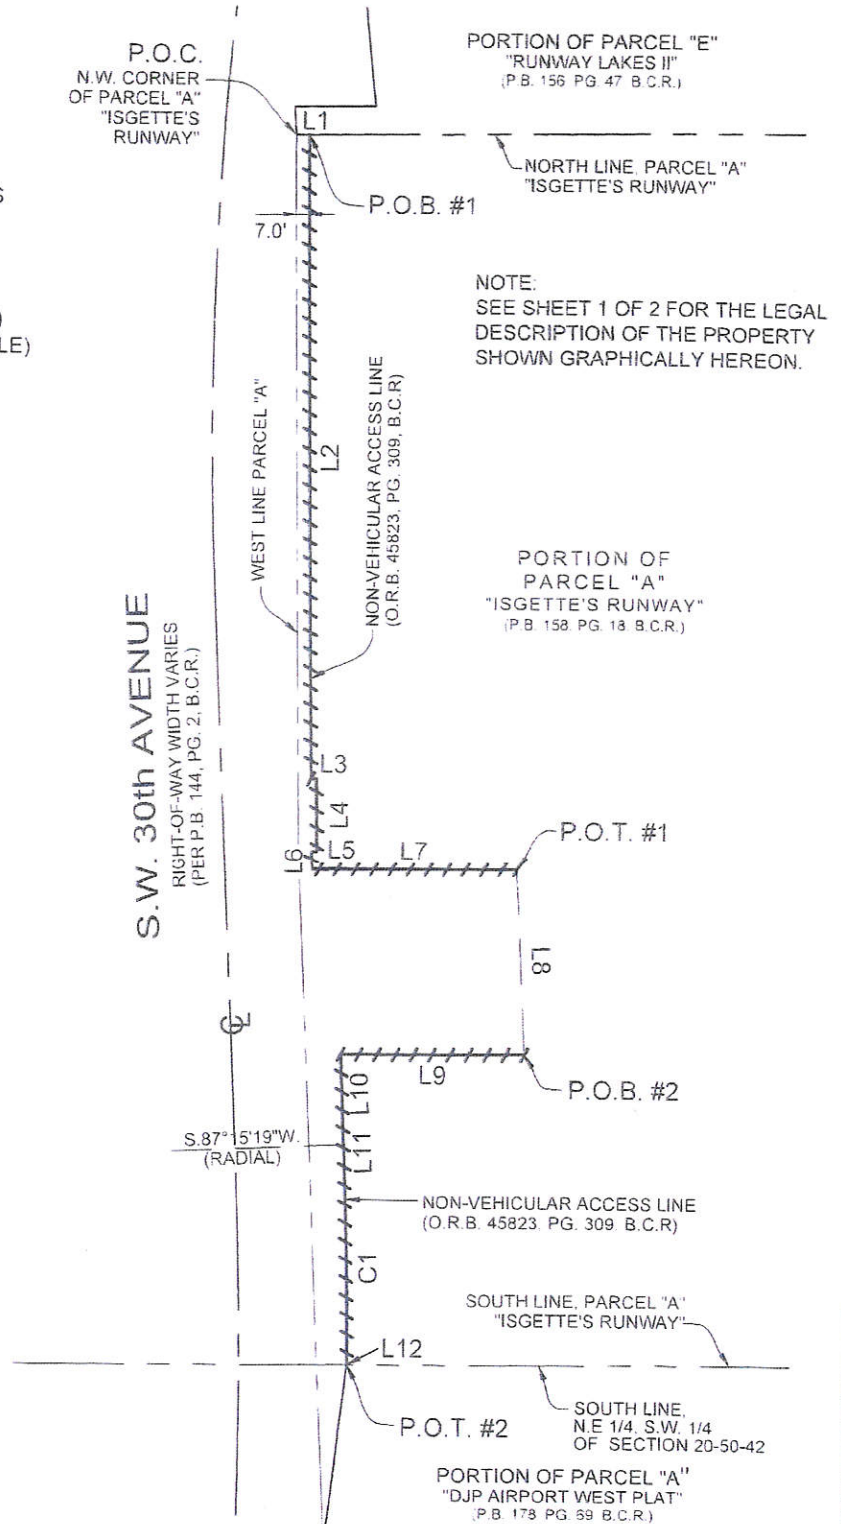 P.O.C.
N.W. CORNER
OF PARCEL "A"
"ISGETTE'S
RUNWAY"
PORTION OF PARCEL "E"
"RUNWAY LAKES II"
(P.B. 156 PG. 47 B.C.R.)
L1
NORTH LINE, PARCEL "A"
"ISGETTE'S RUNWAY"
S
P.O.B. #1
7.0'
NOTE:
SEE SHEET 1 OF 2 FOR THE LEGAL
DESCRIPTION OF THE PROPERTY
SHOWN GRAPHICALLY HEREON.
)
LE)
WEST LINE PARCEL "A"
L2
NON-VEHICULAR ACCESS LINE
(O.R.B. 45823, PG. 309, B.C.R)
PORTION OF
PARCEL "A"
"ISGETTE'S RUNWAY"
(P.B. 158. PG. 18 B.C.R.)
S.W. 30th AVENUE
RIGHT-OF-WAY WIDTH VARIES
(PER P.B. 144, PG. 2, B.C.R.)
L3
L4
P.O.T. #1
L6
L5
L7
L8
L9
P.O.B. #2
L10
S.87°15'19"W.
(RADIAL)
L11
NON-VEHICULAR ACCESS LINE
(O.R.B. 45823. PG. 309 B.C.R)
C1
SOUTH LINE, PARCEL "A"
"ISGETTE'S RUNWAY"
L12
P.O.T. #2
SOUTH LINE,
N.E 1/4, S.W. 1/4
OF SECTION 20-50-42
PORTION OF PARCEL "A"
"DJP AIRPORT WEST PLAT"
(P.B. 178 PG. 69 B.C.R.)